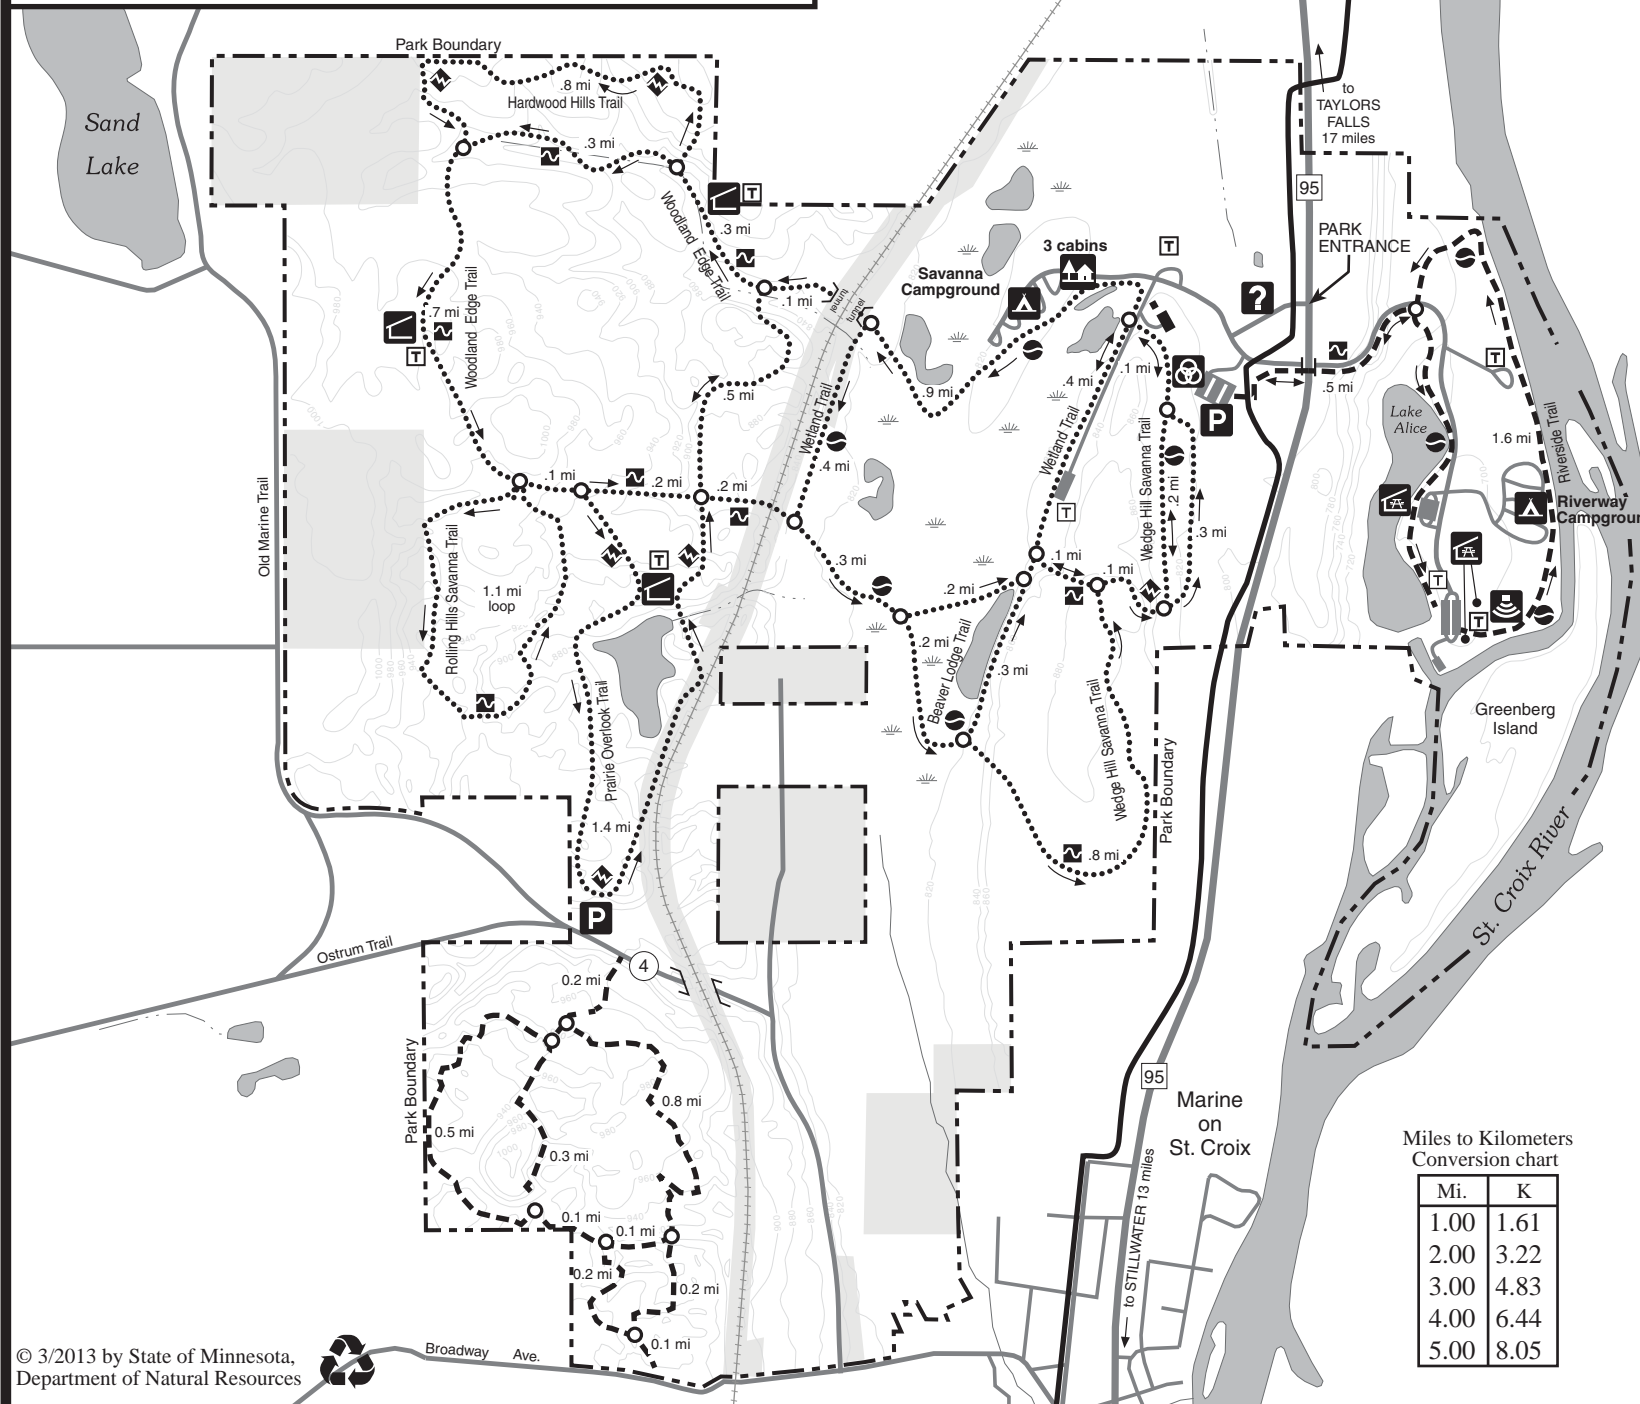 Park Boundary
Sand
Lake
.8 mi
Hardwood Hills Trail
.3 mi
to
TAYLORS
FALLS
17 miles
95
T
Woodland Edge Trail
.3 mi
PARK
ENTRANCE
3 cabins
T
Savanna
Campground
.1 mi
tunnel
tunnel
?
.7 mi
Woodland Edge Trail
T
.5 mi
.9 mi
.4 mi
.1 mi
P
.5 mi
T
Lake
Alice
1.6 mi
Riverside Trail
Wetland Trail
.4 mi
Wetland Trail
Wedge Hill Savanna Trail
.2 mi
.3 mi
Old Marine Trail
.1 mi
.2 mi
.2 mi
T
Riverway
Campgroun
Rolling Hills Savanna Trail
1.1 mi
loop
T
.3 mi
.2 mi
.1 mi
.1 mi
T
T
.2 mi
Beaver Lodge Trail
.3 mi
Wedge Hill Savanna Trail
Prairie Overlook Trail
1.4 mi
Park Boundary
.8 mi
Greenberg
Island
St. Croix River
P
Ostrum Trail
4
0.2 mi
Park Boundary
0.5 mi
0.8 mi
0.3 mi
0.1 mi
0.1 mi
0.2 mi
0.2 mi
0.1 mi
95
Marine
on
St. Croix
to STILLWATER 13 miles
Miles to Kilometers
Conversion chart
Mi. K
1.00 1.61
2.00 3.22
3.00 4.83
4.00 6.44
5.00 8.05
Broadway Ave.
© 3/2013 by State of Minnesota,
Department of Natural Resources